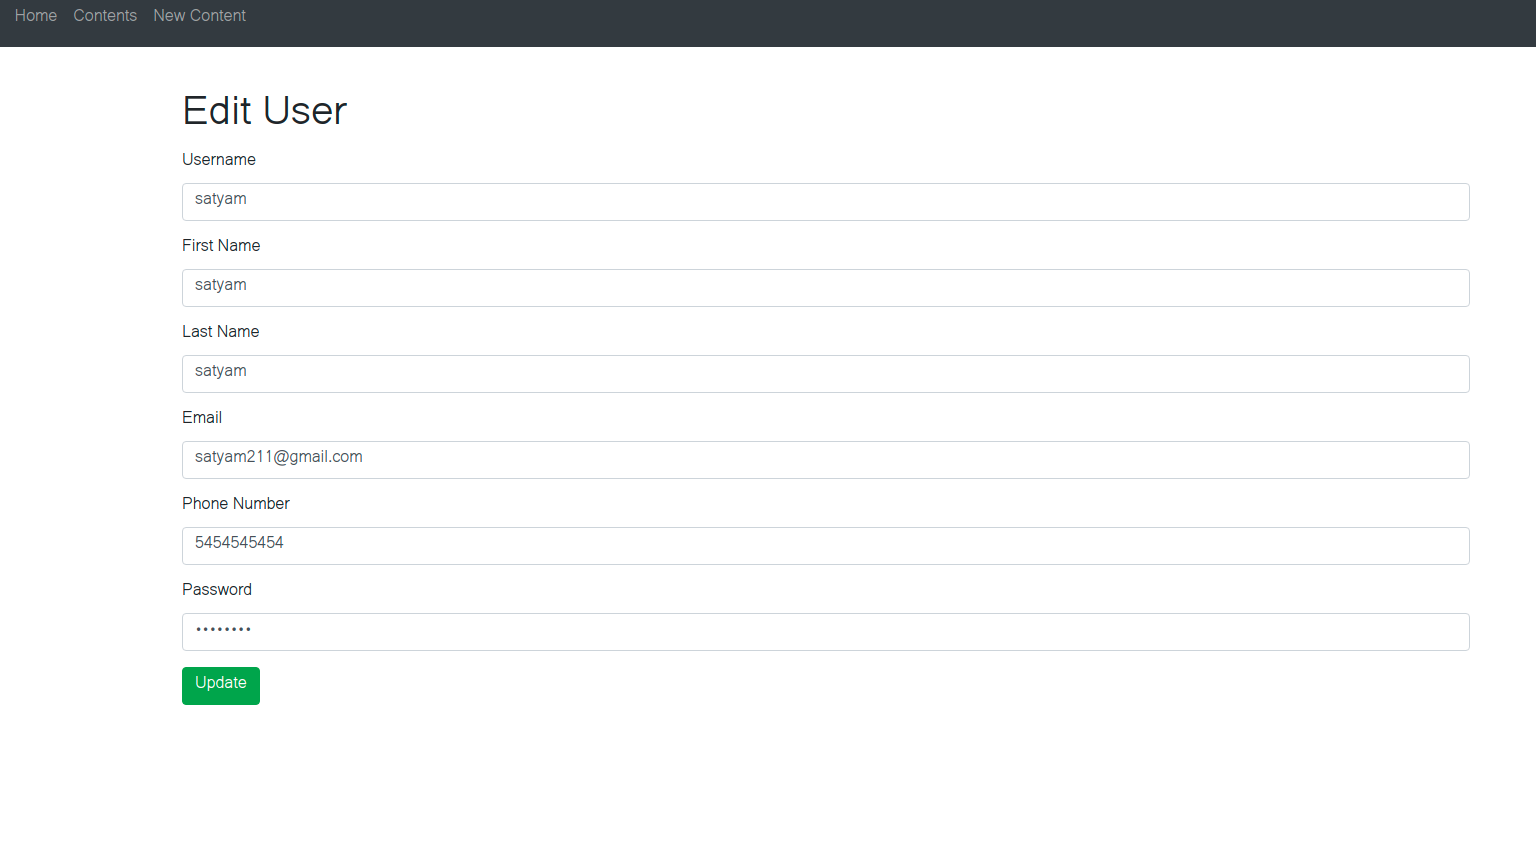 Home Contents New Content
Edit User
Username
satyam
First Name
satyam
Last Name
satyam
Email
satyam211@gmail.com
Phone Number
5454545454
Password
••••••••
Update